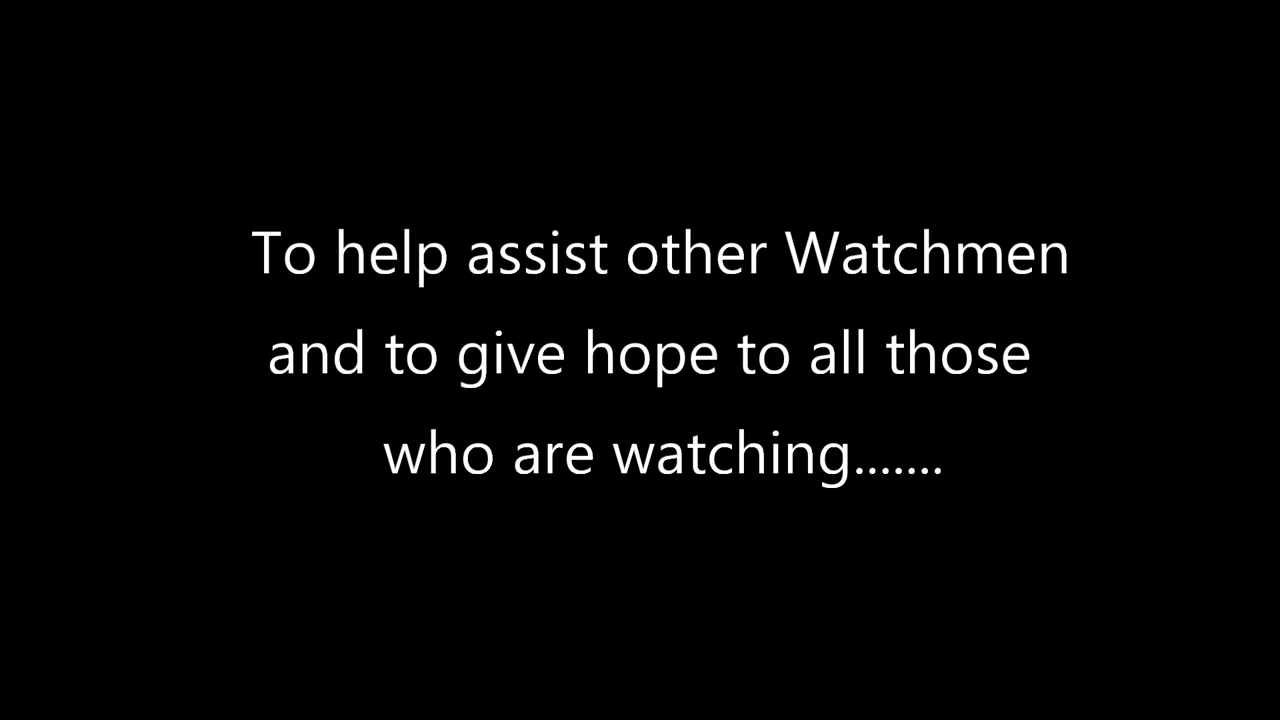 To help assist other Watchmen
and to give hope to all those
who are watching.......